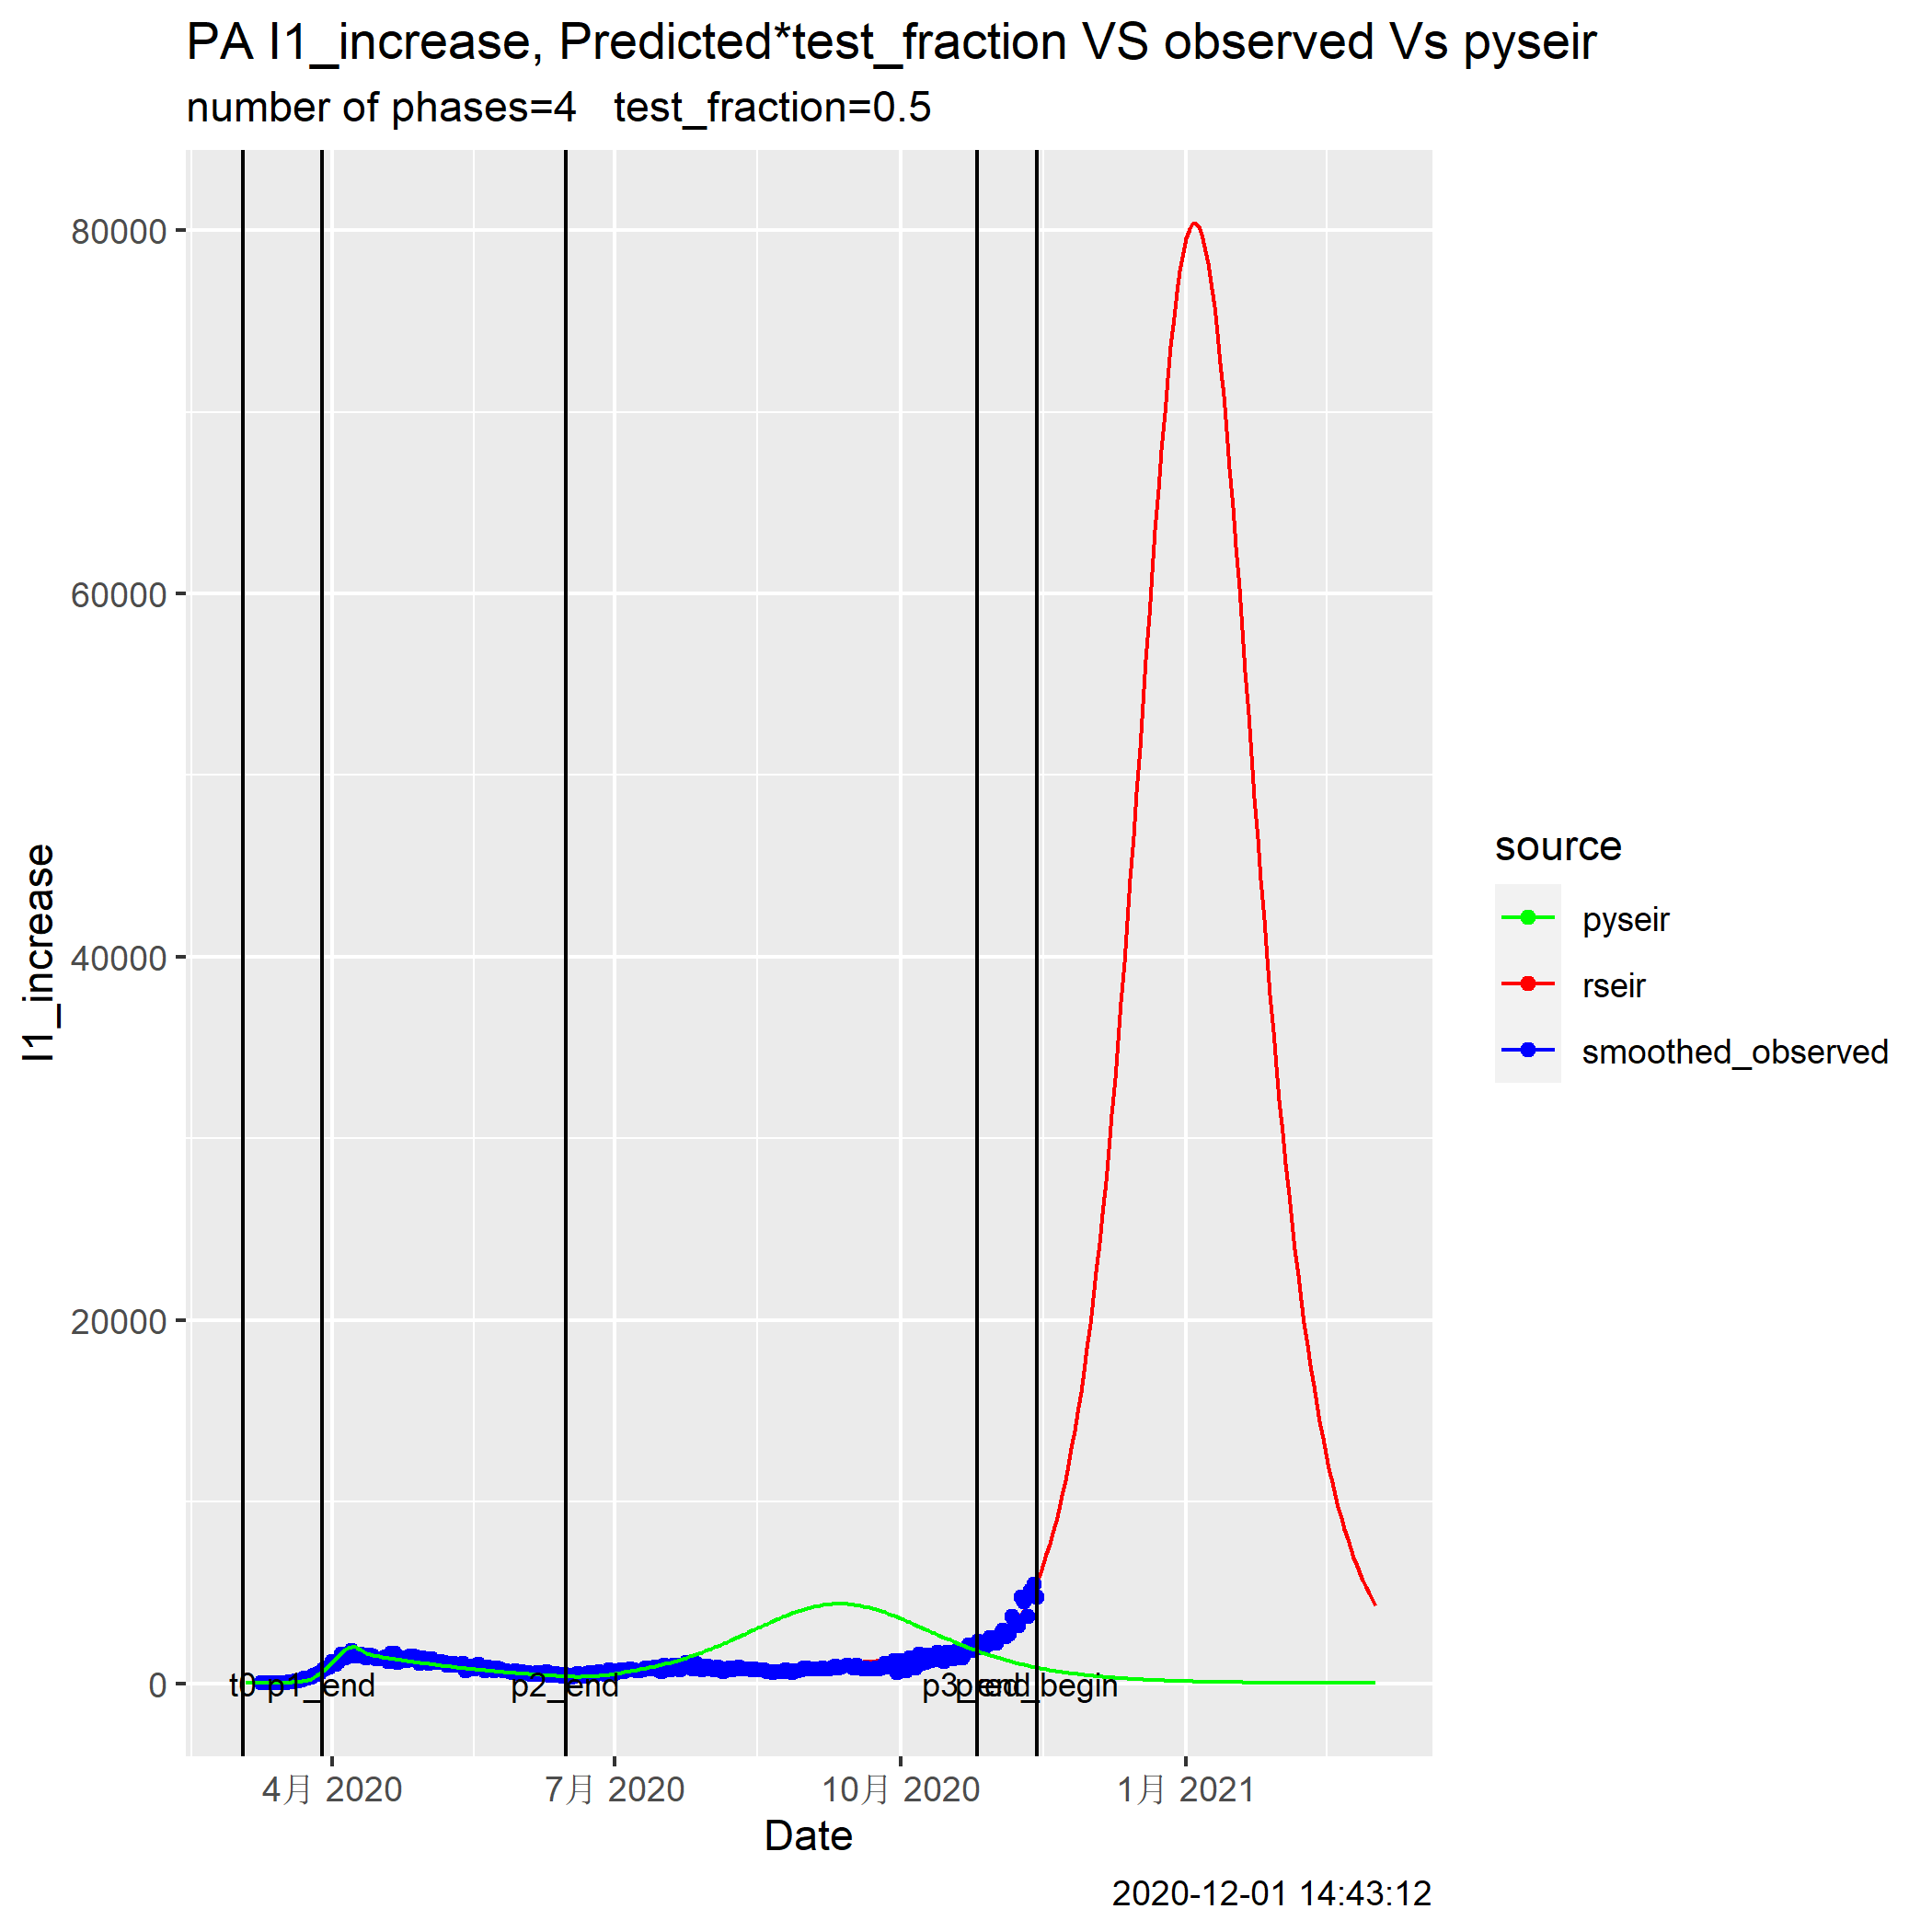 PA I1_increase, Predicted*test_fraction VS observed Vs pyseir
number of phases=4   test_fraction=0.5
80000
60000
40000
20000
0
I1_increase
t0
p1_end
p2_end
p3_end
pred_begin
4月 2020
7月 2020
10月 2020
1月 2021
Date
source
pyseir
rseir
smoothed_observed
2020-12-01 14:43:12